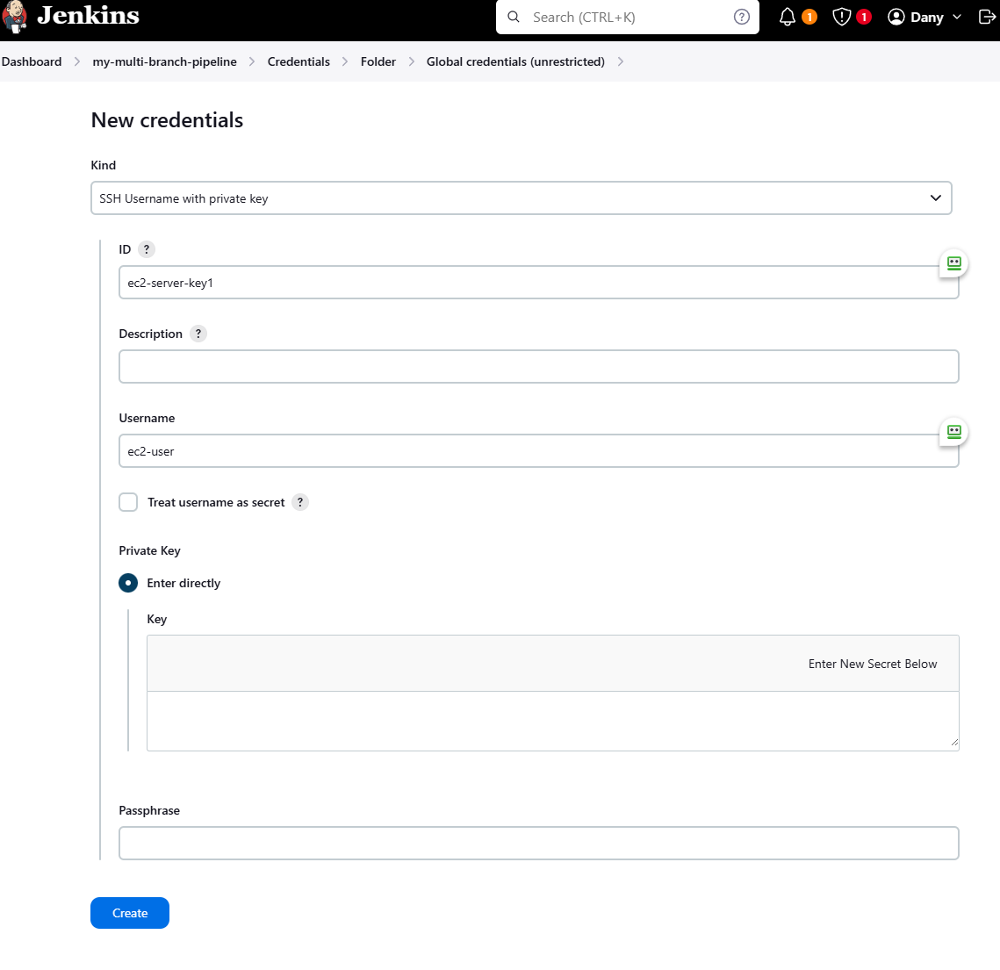 Jenkins
Search (CTRL+K) ?
1
1
Dany
Dashboard my-multi-branch-pipeline Credentials Folder Global credentials (unrestricted)
New credentials
Kind
SSH Username with private key
ID ?
ec2-server-key1
Description ?
Username
ec2-user
Treat username as secret ?
Private Key
Enter directly
Key
Enter New Secret Below
Passphrase
Create